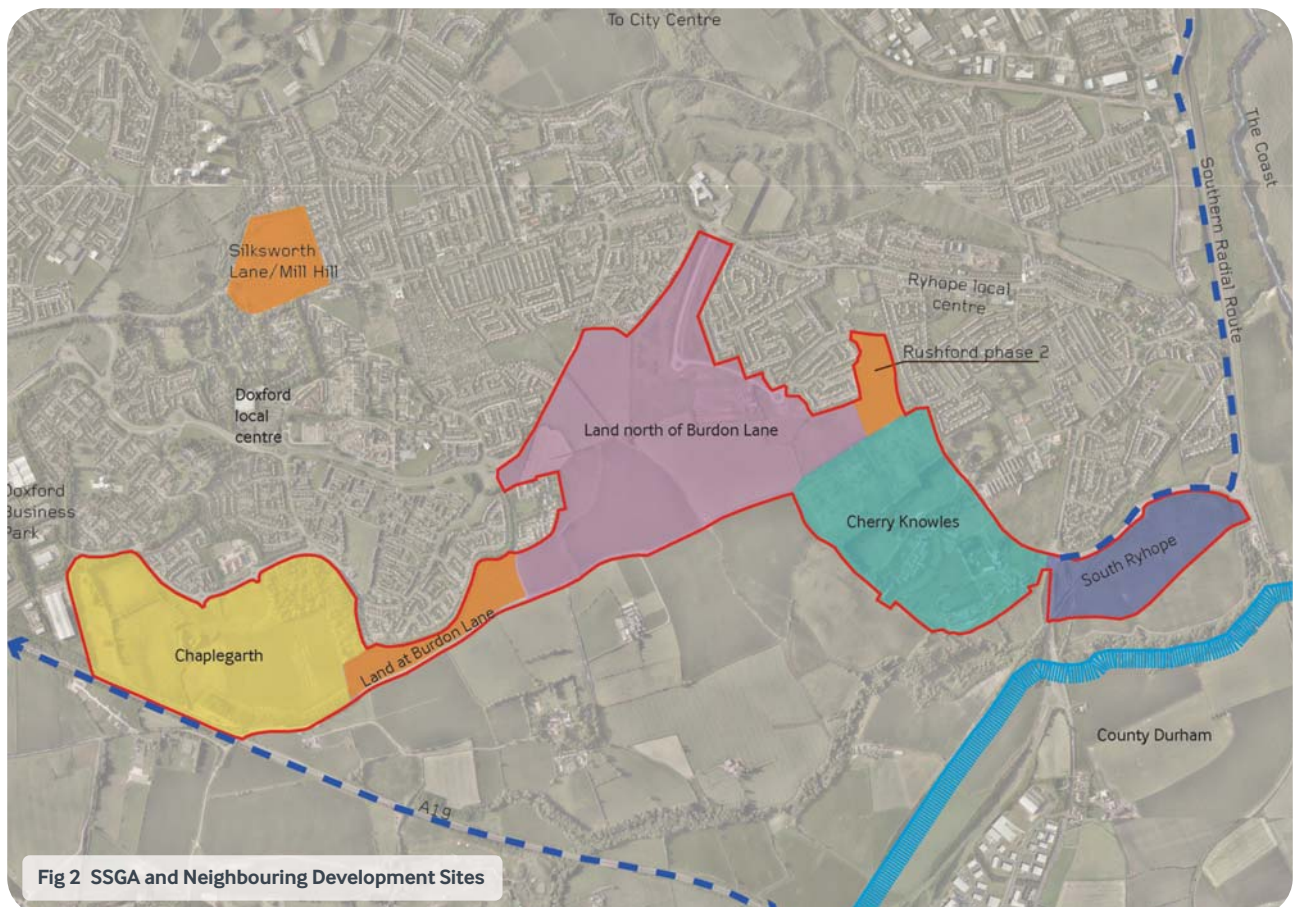 To City Centre
The Coast
Southern Radial Route
Silksworth
Lane/Mill Hill
Ryhope local
centre
Rushford phase 2
Doxford
local
centre
Land north of Burdon Lane
Doxford
Business
Park
Cherry Knowles
South Ryhope
Chaplegarth
Land at Burdon Lane
County Durham
A19
Fig 2 SSGA and Neighbouring Development Sites